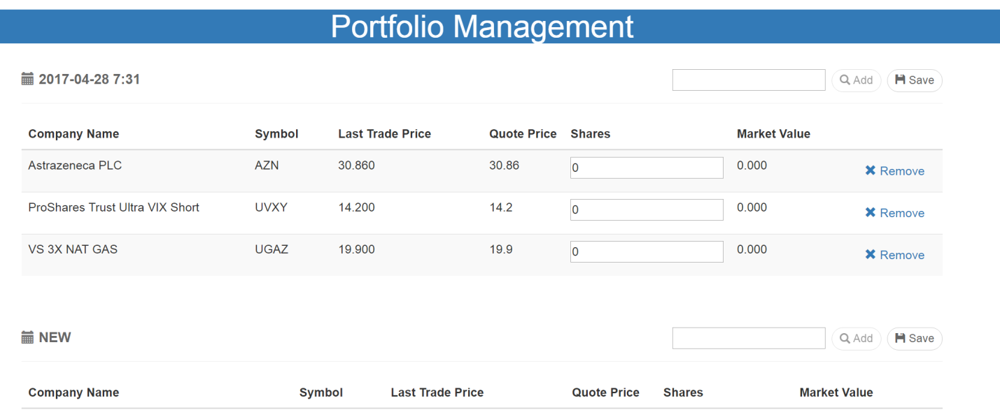 Portfolio Management
2017-04-28 7:31 Add Save
Company Name Symbol Last Trade Price Quote Price Shares Market Value
Astrazeneca PLC AZN 30.860 30.86 0 0.000 Remove
ProShares Trust Ultra VIX Short UVXY 14.200 14.2 0 0.000 Remove
VS 3X NAT GAS UGAZ 19.900 19.9 0 0.000 Remove
NEW Add Save
Company Name Symbol Last Trade Price Quote Price Shares Market Value